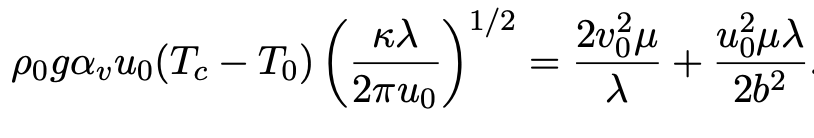 ρ₀gα_v u₀(T_c − T₀) (κλ / 2πu₀)^{1/2} = 2v₀²μ / λ + u₀²μλ / 2b².